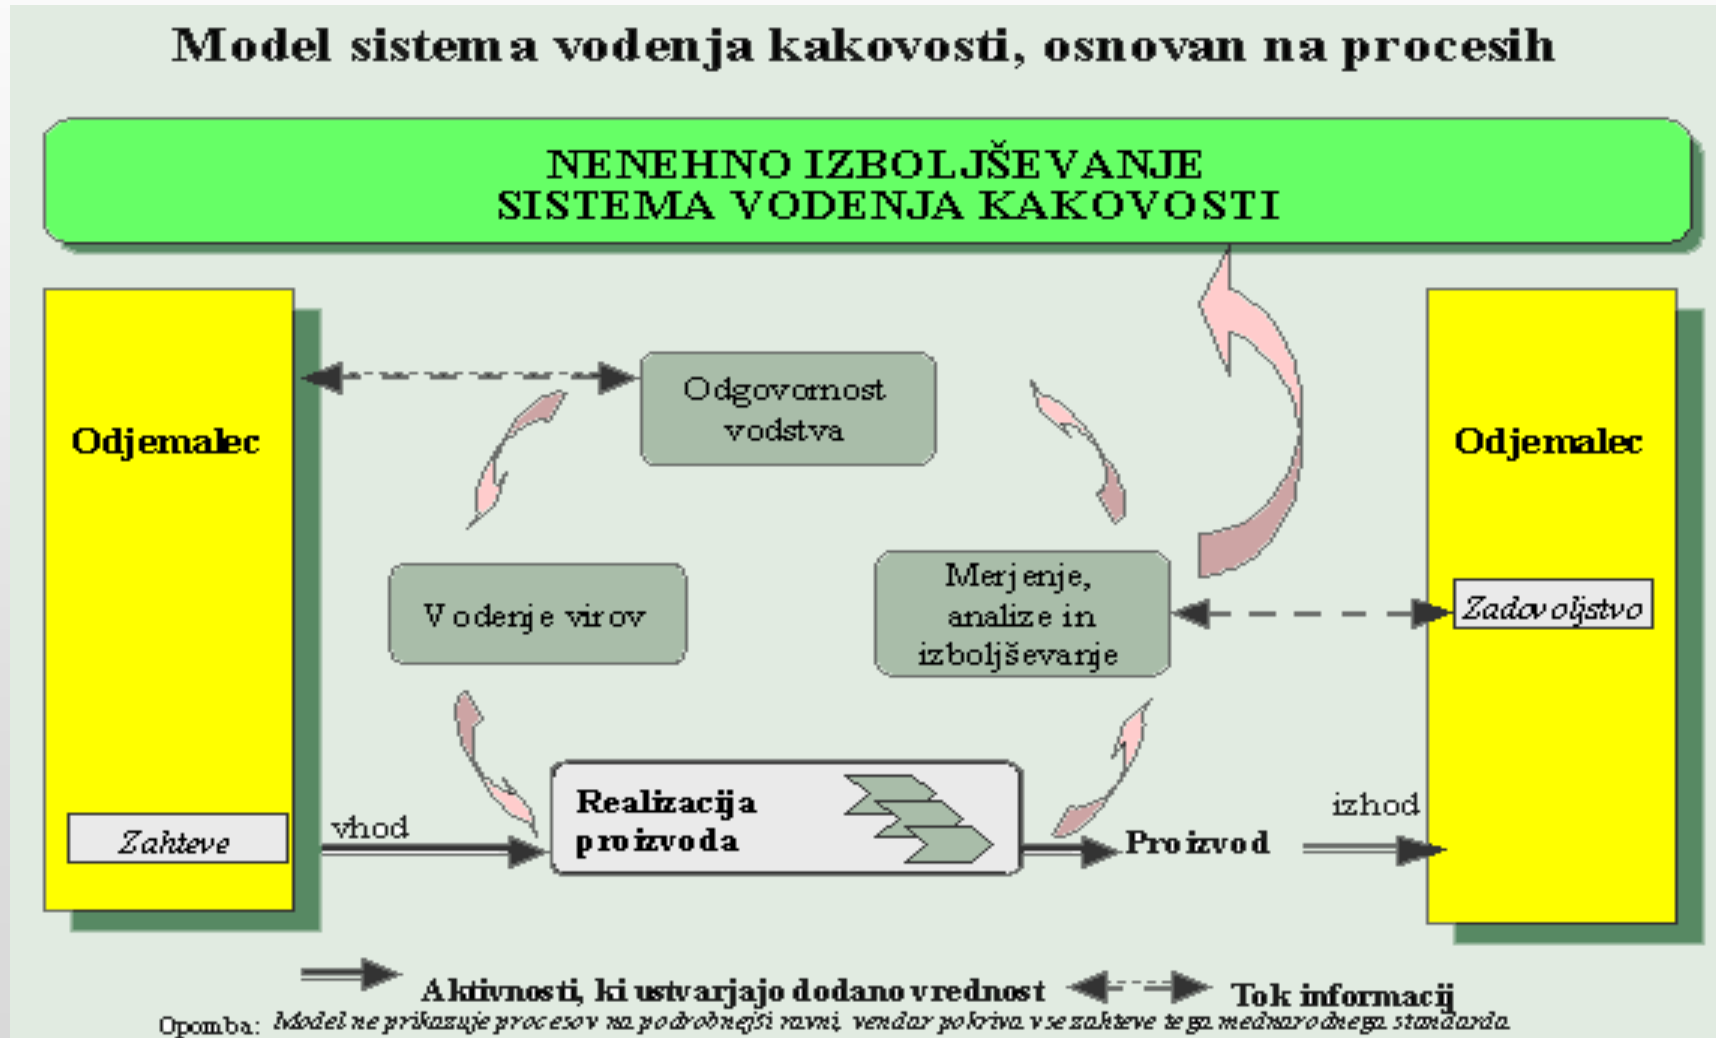 Model sistema vodenja kakovosti, osnovan na procesih
NENEHNO IZBOLJŠEVANJE
SISTEMA VODENJA KAKOVOSTI
Odjemalec
Odgovornost
vodstva
Odjemalec
Vodenje virov
Merjenje,
analize in
izboljševanje
Zadovoljstvo
Zahteve
vhod
Realizacija
proizvoda
Proizvod
izhod
Aktivnosti, ki ustvarjajo dodano vrednost
Tok informacij
Opomba: Model ne prikazuje procesov na podrobnejši ravni, vendar pokriva vse zahteve tega mednarodnega standarda